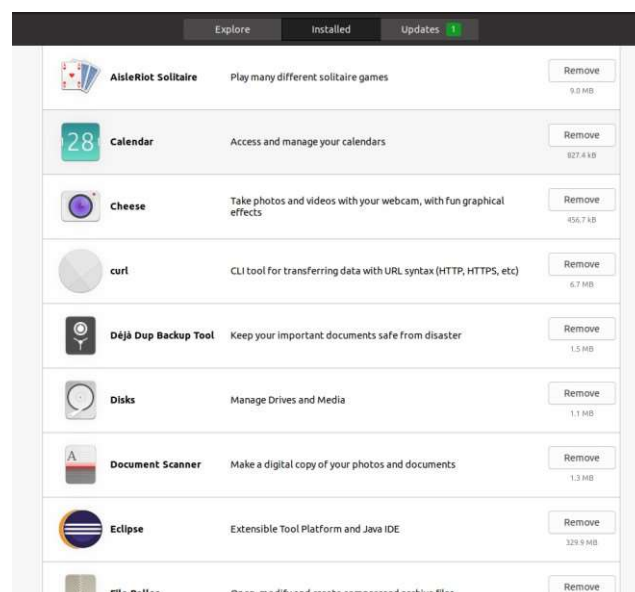 Explore Installed Updates 1
AisleRiot Solitaire Play many different solitaire games Remove
9.0 MB
28 Calendar Access and manage your calendars Remove
827.4 kB
Cheese Take photos and videos with your webcam, with fun graphical effects Remove
456.7 kB
curl CLI tool for transferring data with URL syntax (HTTP, HTTPS, etc) Remove
6.7 MB
Déjà Dup Backup Tool Keep your important documents safe from disaster Remove
1.5 MB
Disks Manage Drives and Media Remove
1.1 MB
A Document Scanner Make a digital copy of your photos and documents Remove
1.3 MB
Eclipse Extensible Tool Platform and Java IDE Remove
329.9 MB
Remove